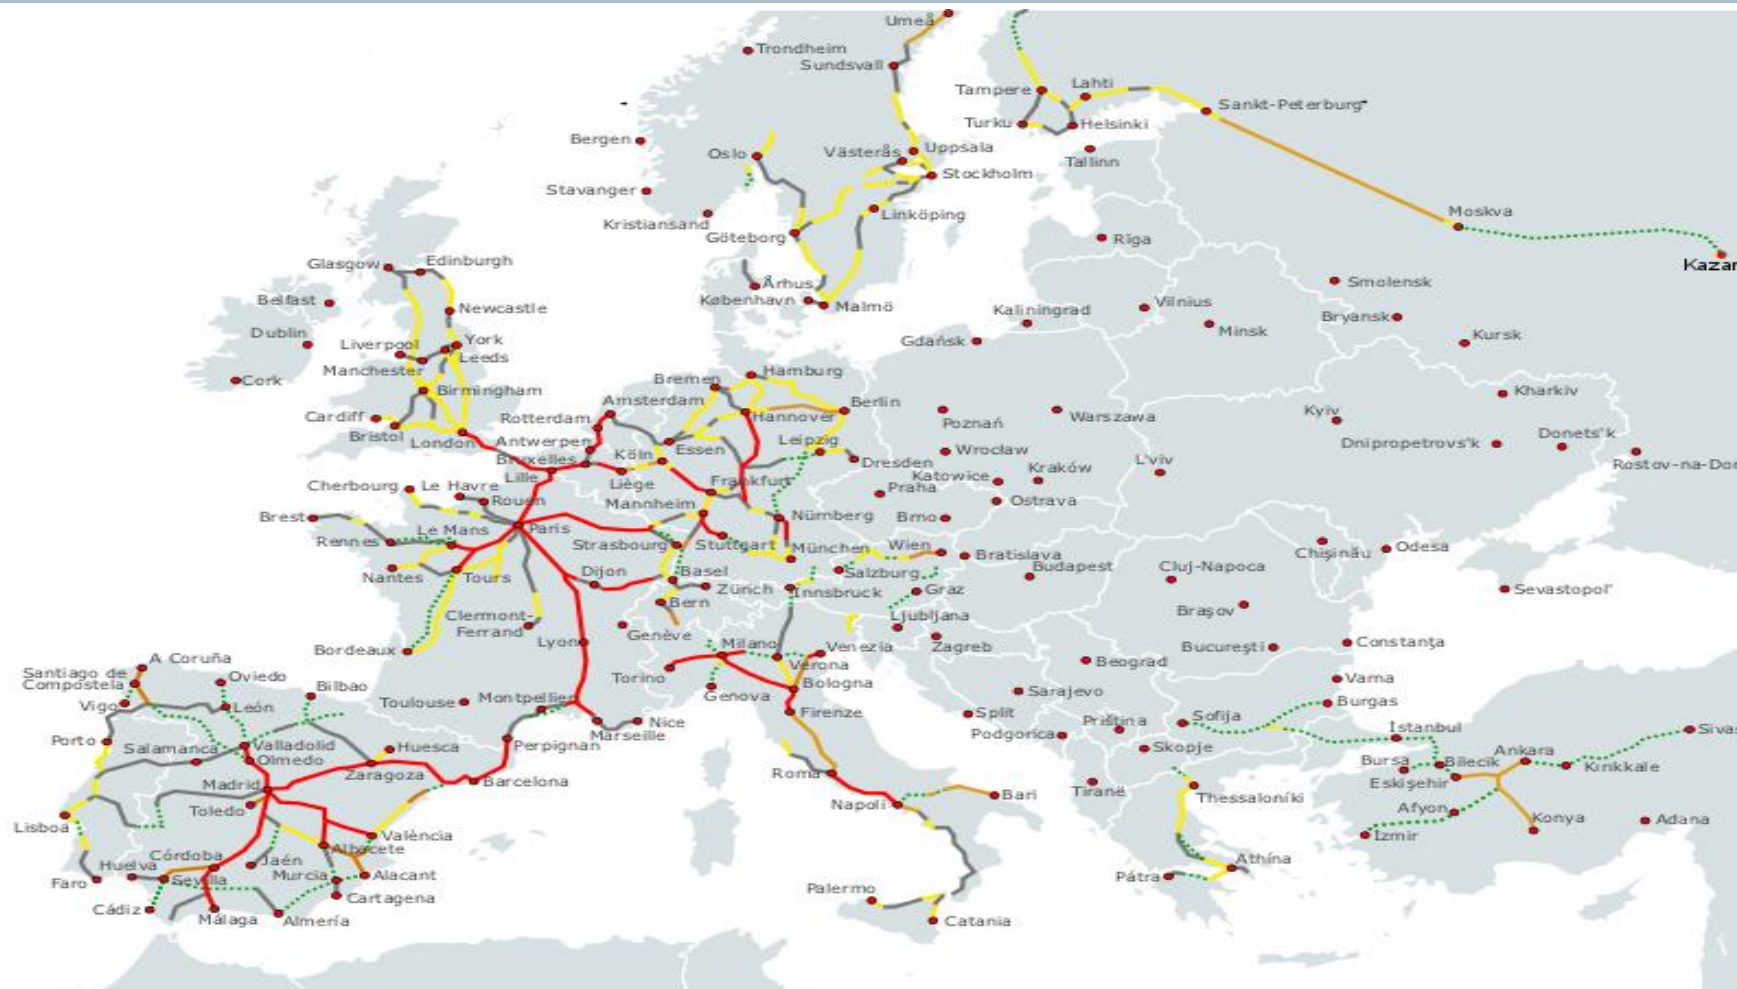 Umeå
Trondheim
Sundsvall
Tampere
Lahti
Sankt-Peterburg
Turku
Helsinki
Bergen
Oslo
Västerås
Uppsala
Tallinn
Stockholm
Stavanger
Kristiansand
Linköping
Göteborg
Moskva
Rīga
Kazan
Glasgow
Edinburgh
Århus
København
Malmö
Belfast
Newcastle
Smolensk
Kaliningrad
Vilnius
Bryansk
Minsk
Dublin
Liverpool
York
Leeds
Gdańsk
Kursk
Manchester
Cork
Birmingham
Bremen
Hamburg
Kharkiv
Amsterdam
Berlin
Cardiff
Rotterdam
Hannover
Poznań
Warszawa
Kyiv
Bristol
London
Antwerpen
Essen
Leipzig
Dnipropetrovs'k
Donets'k
Bruxelles
Köln
Dresden
Wrocław
Katowice
Kraków
L'viv
Rostov-na-Don
Lille
Liège
Frankfurt
Praha
Cherbourg
Le Havre
Rouen
Mannheim
Ostrava
Brest
Le Mans
Paris
Nürnberg
Brno
Rennes
Strasbourg
Stuttgart
München
Wien
Bratislava
Chişinău
Odesa
Nantes
Tours
Dijon
Basel
Zürich
Salzburg
Budapest
Cluj-Napoca
Innsbruck
Graz
Sevastopol'
Bern
Clermont-
Ferrand
Ljubljana
Braşov
Lyon
Genève
Milano
Venezia
Zagreb
Bucureşti
Constanţa
Bordeaux
A Coruña
Santiago de
Compostela
Oviedo
Bilbao
Torino
Verona
Beograd
Vigo
León
Toulouse
Montpellier
Genova
Bologna
Sarajevo
Varna
Burgas
Firenze
Split
Priština
Sofija
İstanbul
Sivas
Marseille
Nice
Podgorica
Porto
Salamanca
Valladolid
Olmedo
Huesca
Perpignan
Skopje
Ankara
Zaragoza
Bursa
Bilecik
Kırıkkale
Madrid
Barcelona
Roma
Tiranë
Eskişehir
Toledo
Napoli
Bari
Thessaloníki
Afyon
Konya
Adana
Lisboa
València
Albacete
İzmir
Huelva
Córdoba
Jaén
Murcia
Alacant
Athína
Pátra
Faro
Sevilla
Palermo
Cartagena
Cádiz
Málaga
Almería
Catania